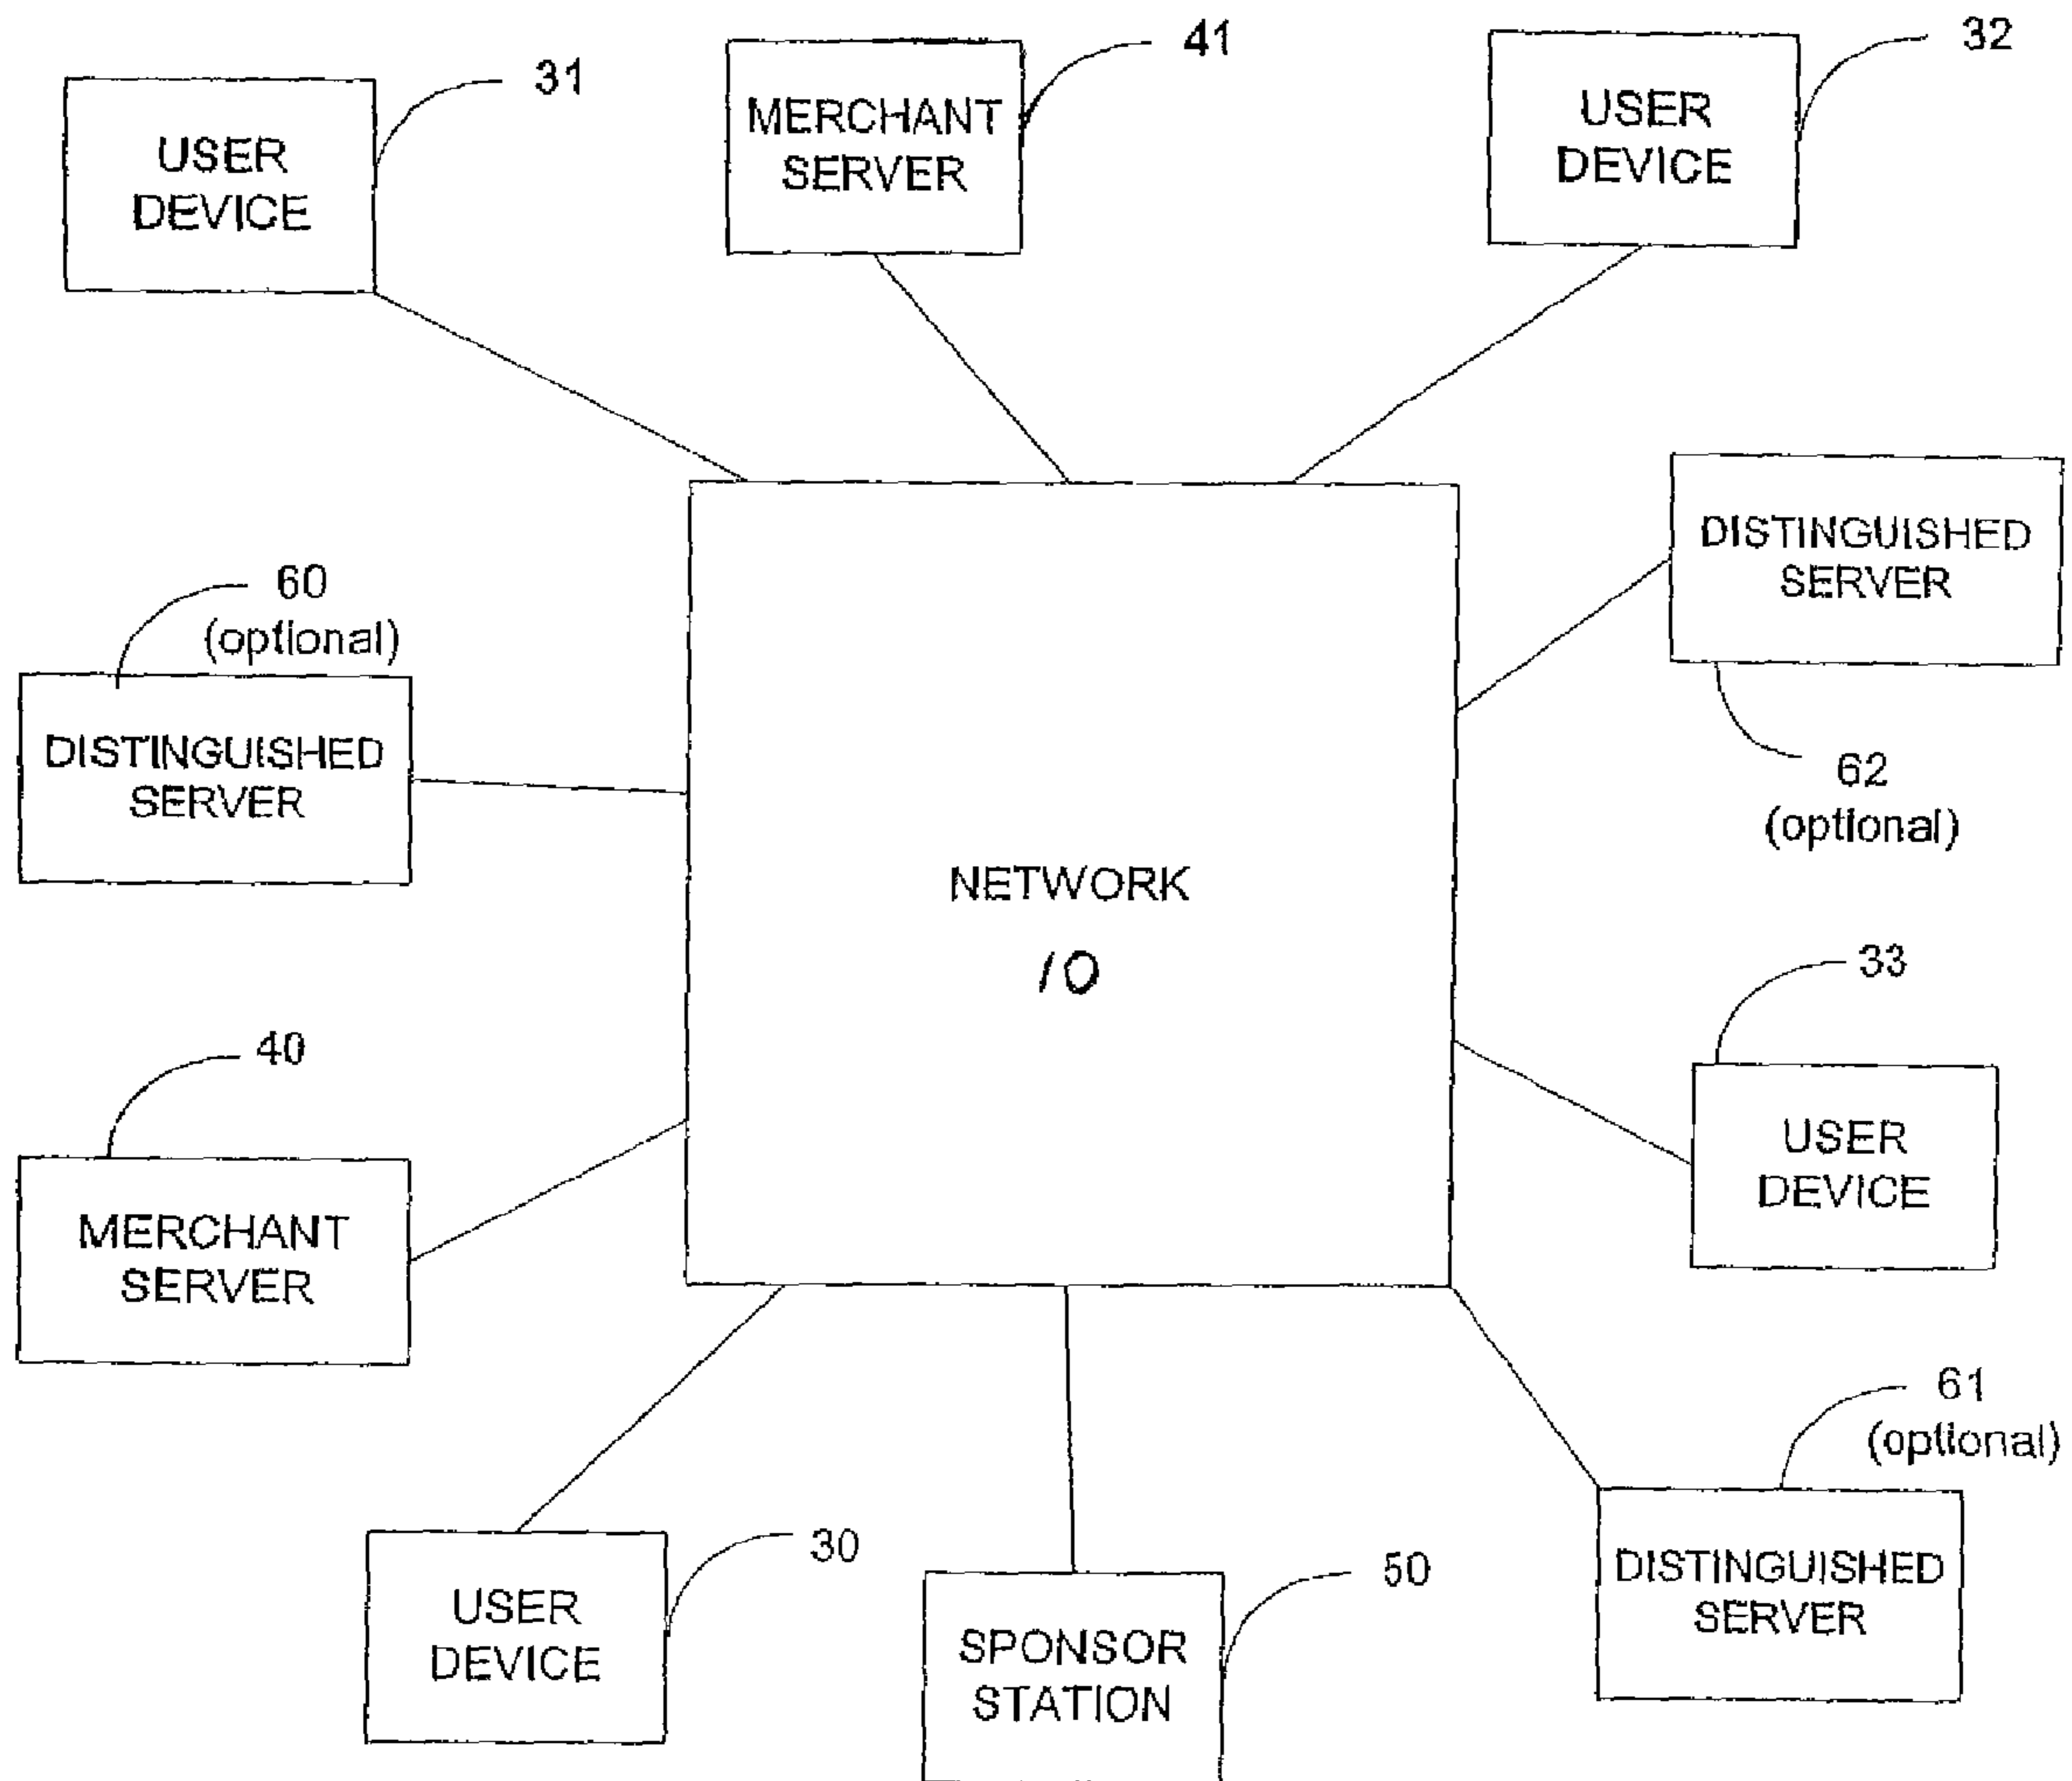 31
USER
DEVICE
41
MERCHANT
SERVER
32
USER
DEVICE
60
(optional)
DISTINGUISHED
SERVER
DISTINGUISHED
SERVER
62
(optional)
NETWORK
10
33
USER
DEVICE
40
MERCHANT
SERVER
30
USER
DEVICE
50
SPONSOR
STATION
61
(optional)
DISTINGUISHED
SERVER